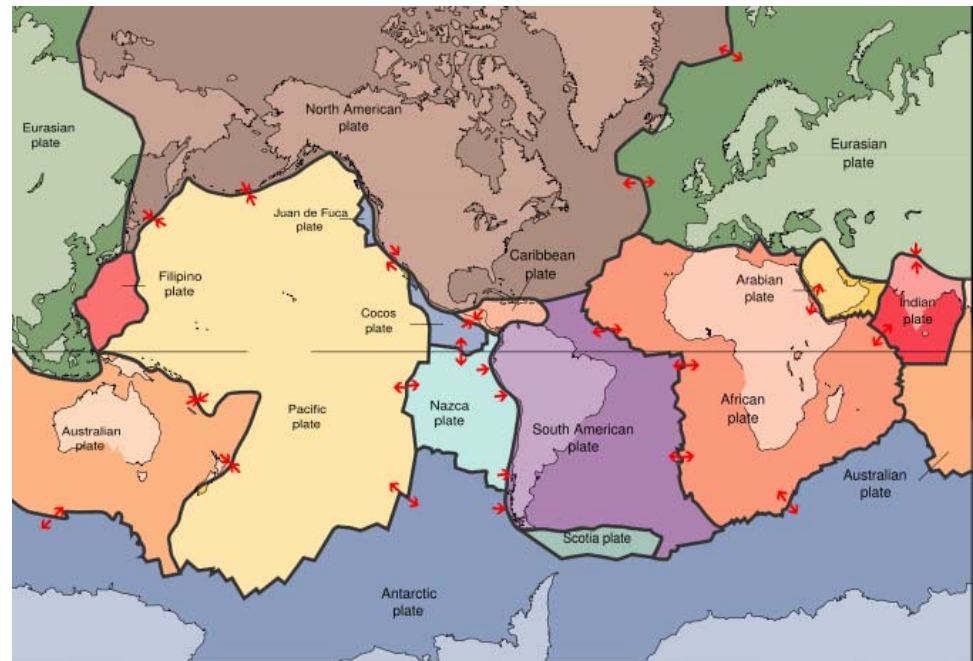 North American
plate
Eurasian
plate
Eurasian
plate
Juan de Fuca
plate
Caribbean
plate
Filipino
plate
Arabian
plate
Indian
plate
Cocos
plate
Nazca
plate
African
plate
Pacific
plate
Australian
plate
South American
plate
Australian
plate
Scotia plate
Antarctic
plate